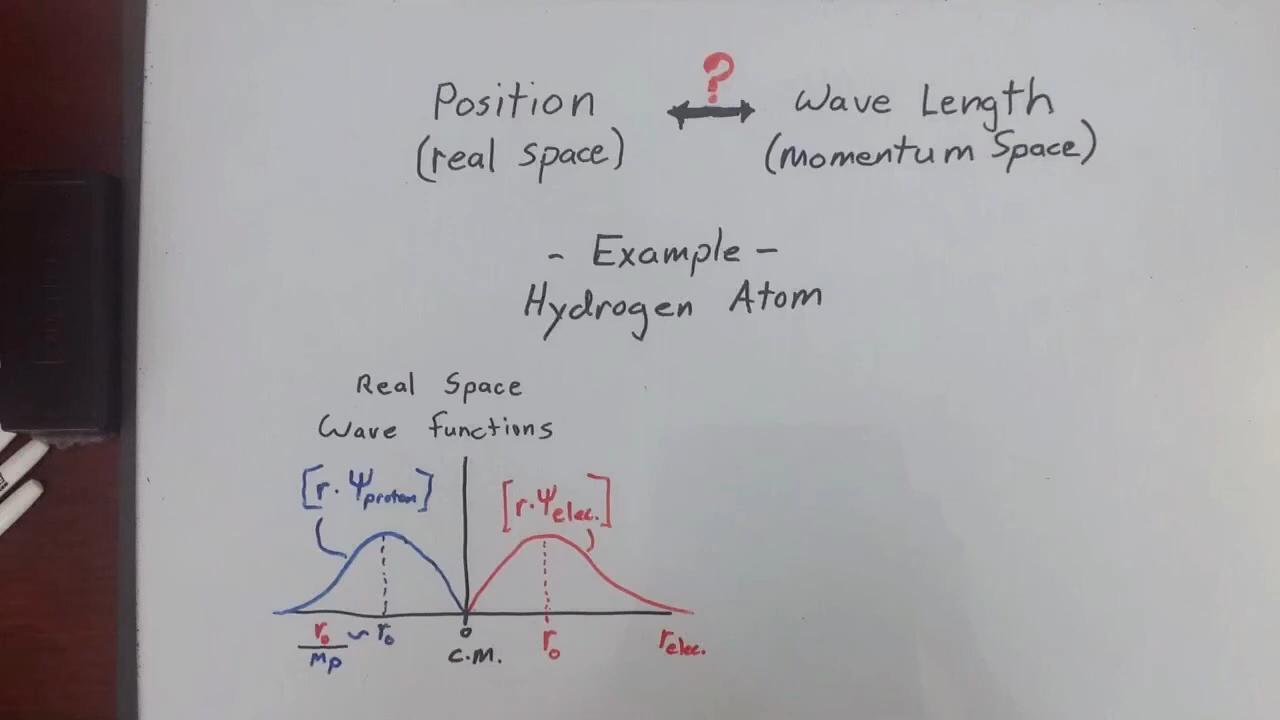 ?
Position ↔ Wave Length
(real space) (momentum Space)
- Example -
Hydrogen Atom
Real Space
Wave functions
[r·Ψproton] [r·Ψelec.]
r₀/Mp ~ r₀ o r₀ relec.
c.m.